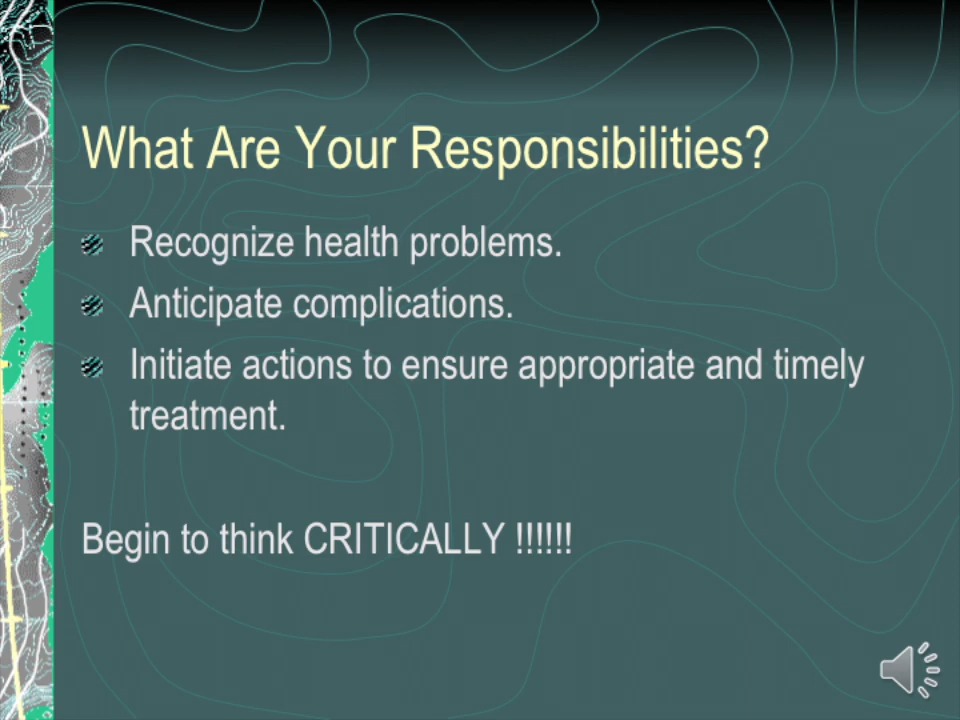 What Are Your Responsibilities?
Recognize health problems.
Anticipate complications.
Initiate actions to ensure appropriate and timely
treatment.
Begin to think CRITICALLY !!!!!!